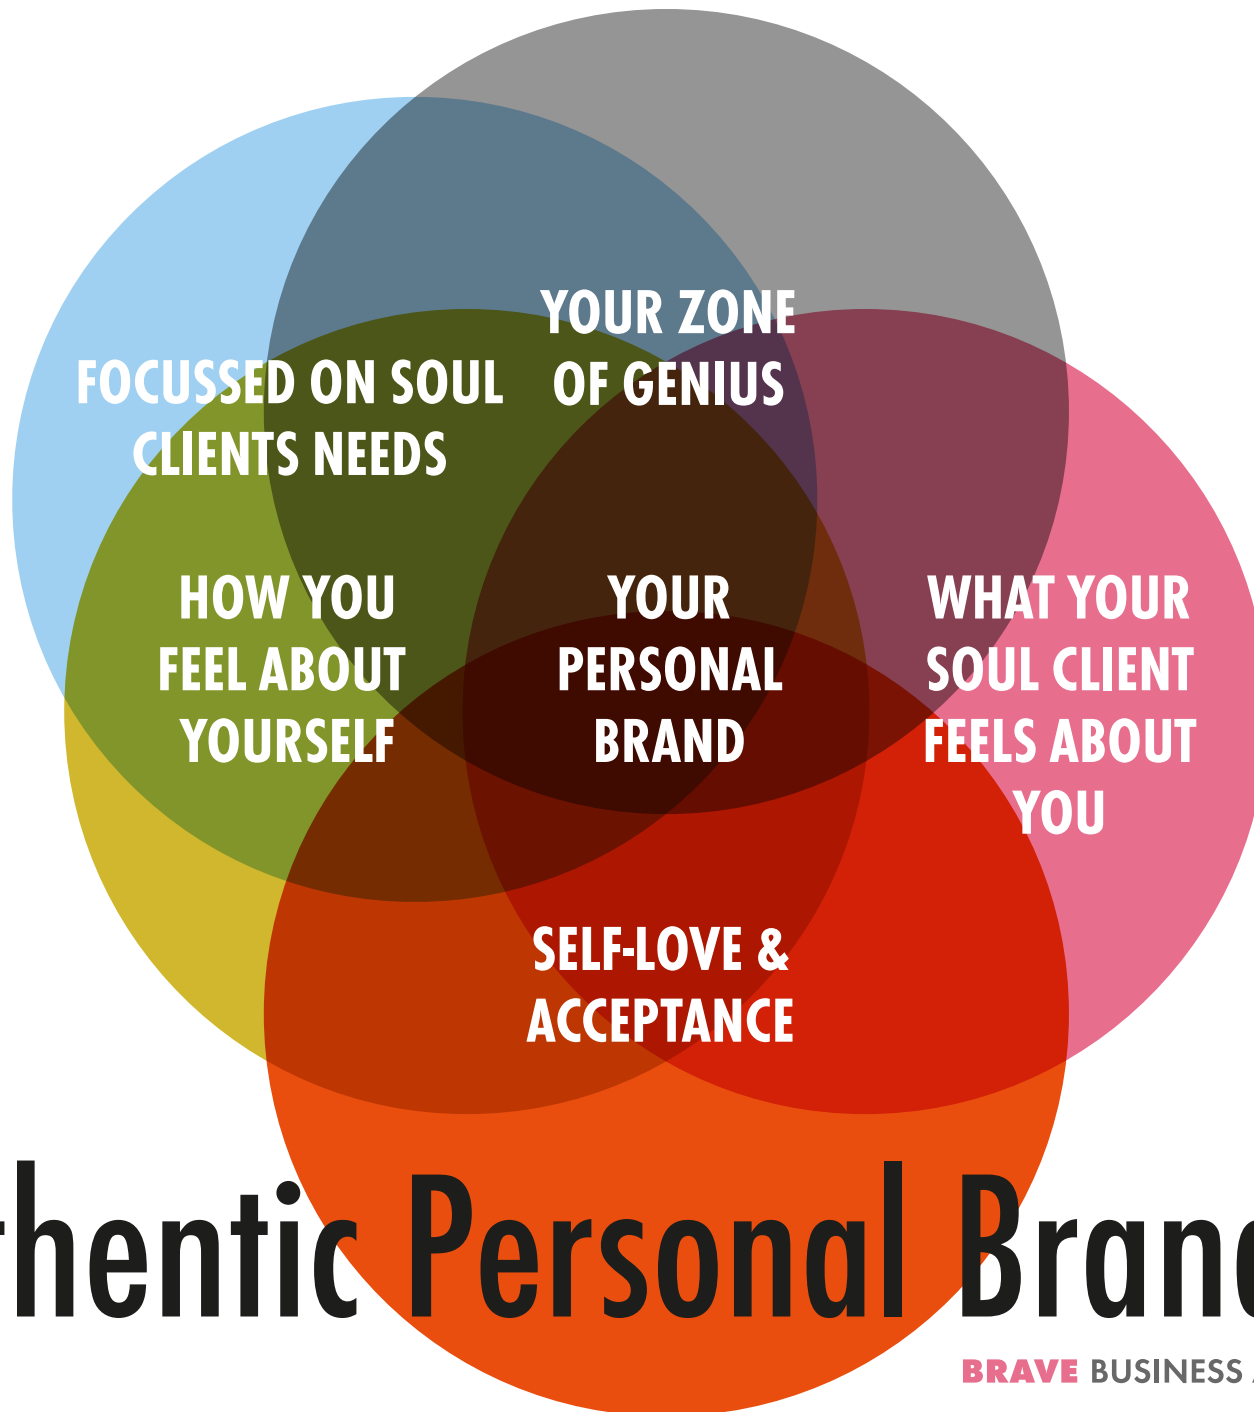 YOUR ZONE
OF GENIUS
FOCUSSED ON SOUL
CLIENTS NEEDS
HOW YOU
FEEL ABOUT
YOURSELF
YOUR
PERSONAL
BRAND
WHAT YOUR
SOUL CLIENT
FEELS ABOUT
YOU
SELF-LOVE &
ACCEPTANCE
thentic Personal Brand
BRAVE BUSINESS